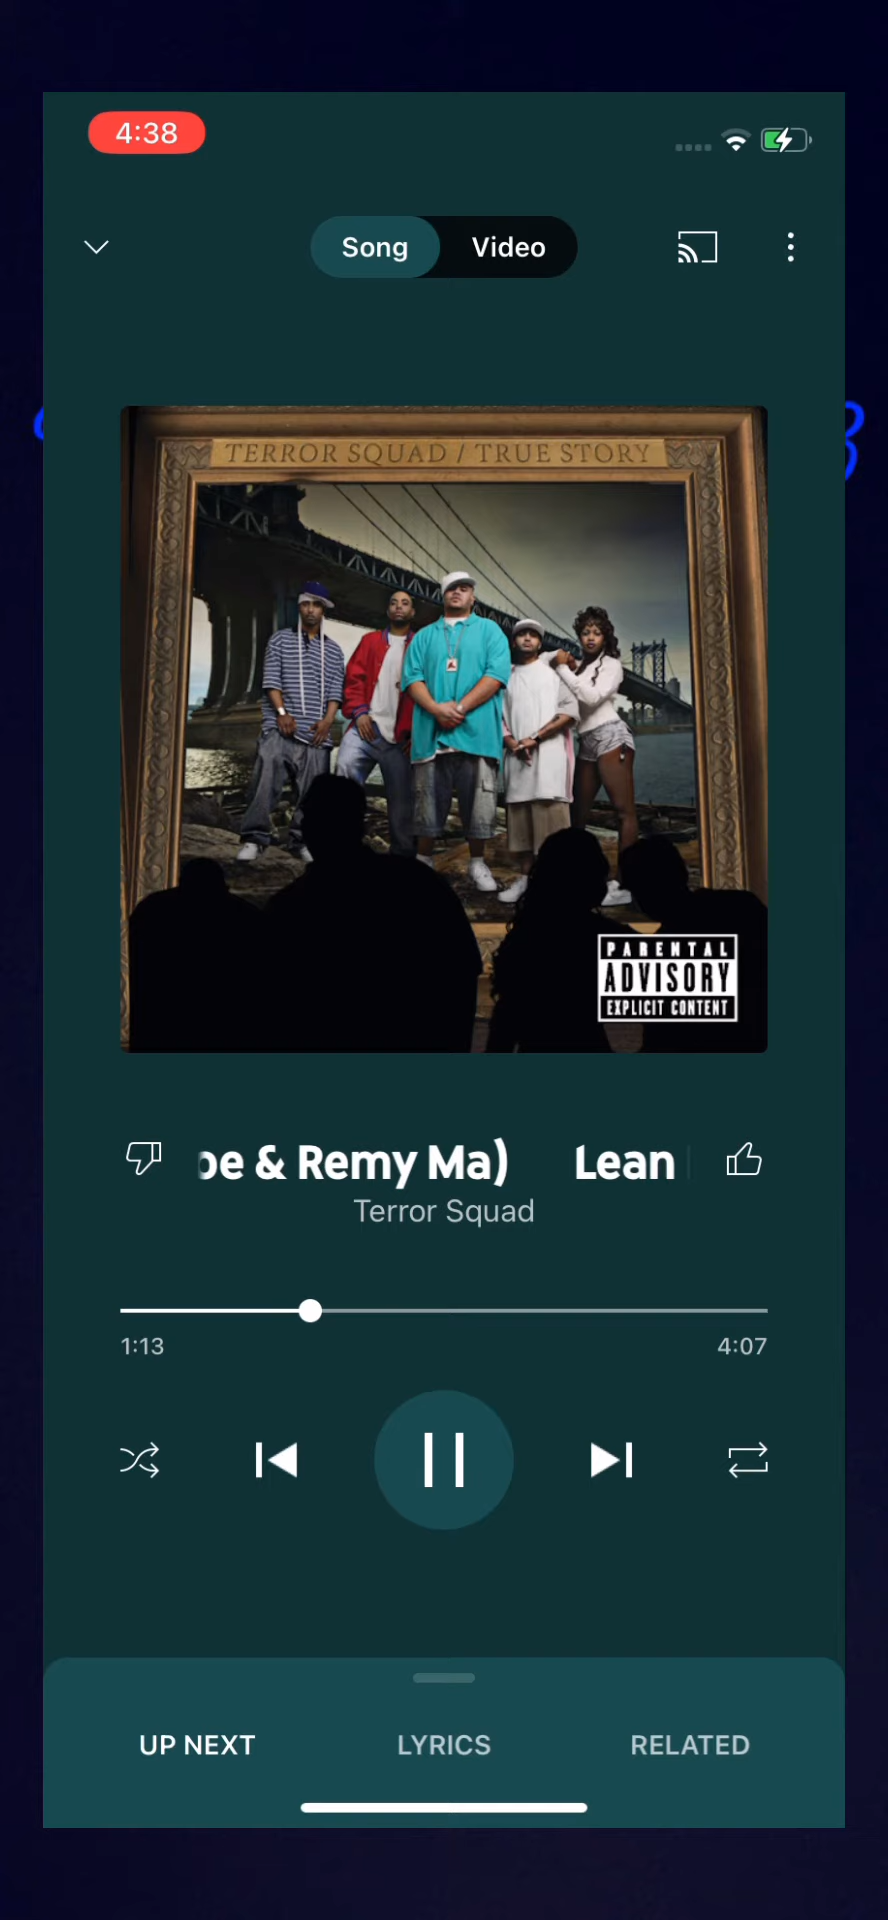 4:38
Song Video
TERROR SQUAD / TRUE STORY
PARENTAL
ADVISORY
EXPLICIT CONTENT
& Remy Ma) Lean
Terror Squad
1:13 4:07
UP NEXT LYRICS RELATED